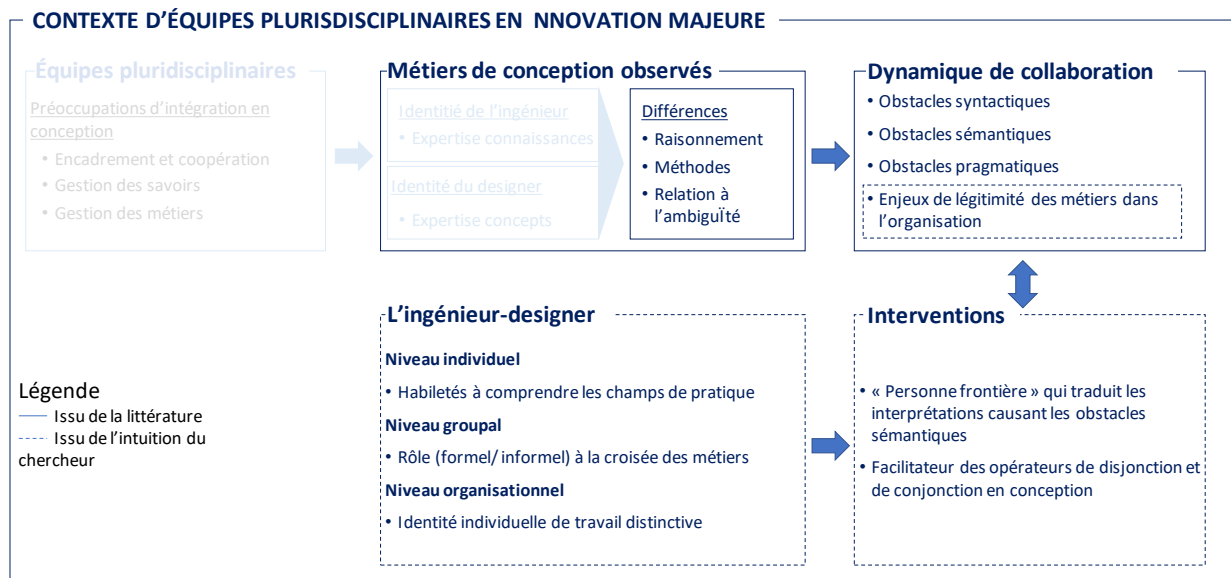 CONTEXTE D’ÉQUIPES PLURISDISCIPLINAIRES EN NNOVATION MAJEURE
Équipes pluridisciplinaires
Préoccupations d’intégration en
conception
• Encadrement et coopération
• Gestion des savoirs
• Gestion des métiers
Métiers de conception observés
Identitié de l’ingénieur
• Expertise connaissances
Identité du designer
• Expertise concepts
Différences
• Raisonnement
• Méthodes
• Relation à
l’ambiguÏté
Dynamique de collaboration
• Obstacles syntactiques
• Obstacles sémantiques
• Obstacles pragmatiques
• Enjeux de légitimité des métiers dans
l’organisation
L’ingénieur-designer
Niveau individuel
• Habiletés à comprendre les champs de pratique
Niveau groupal
• Rôle (formel/ informel) à la croisée des métiers
Niveau organisationnel
• Identité individuelle de travail distinctive
Interventions
• « Personne frontière » qui traduit les
interprétations causant les obstacles
sémantiques
• Facilitateur des opérateurs de disjonction et
de conjonction en conception
Légende
Issu de la littérature
Issu de l’intuition du
chercheur